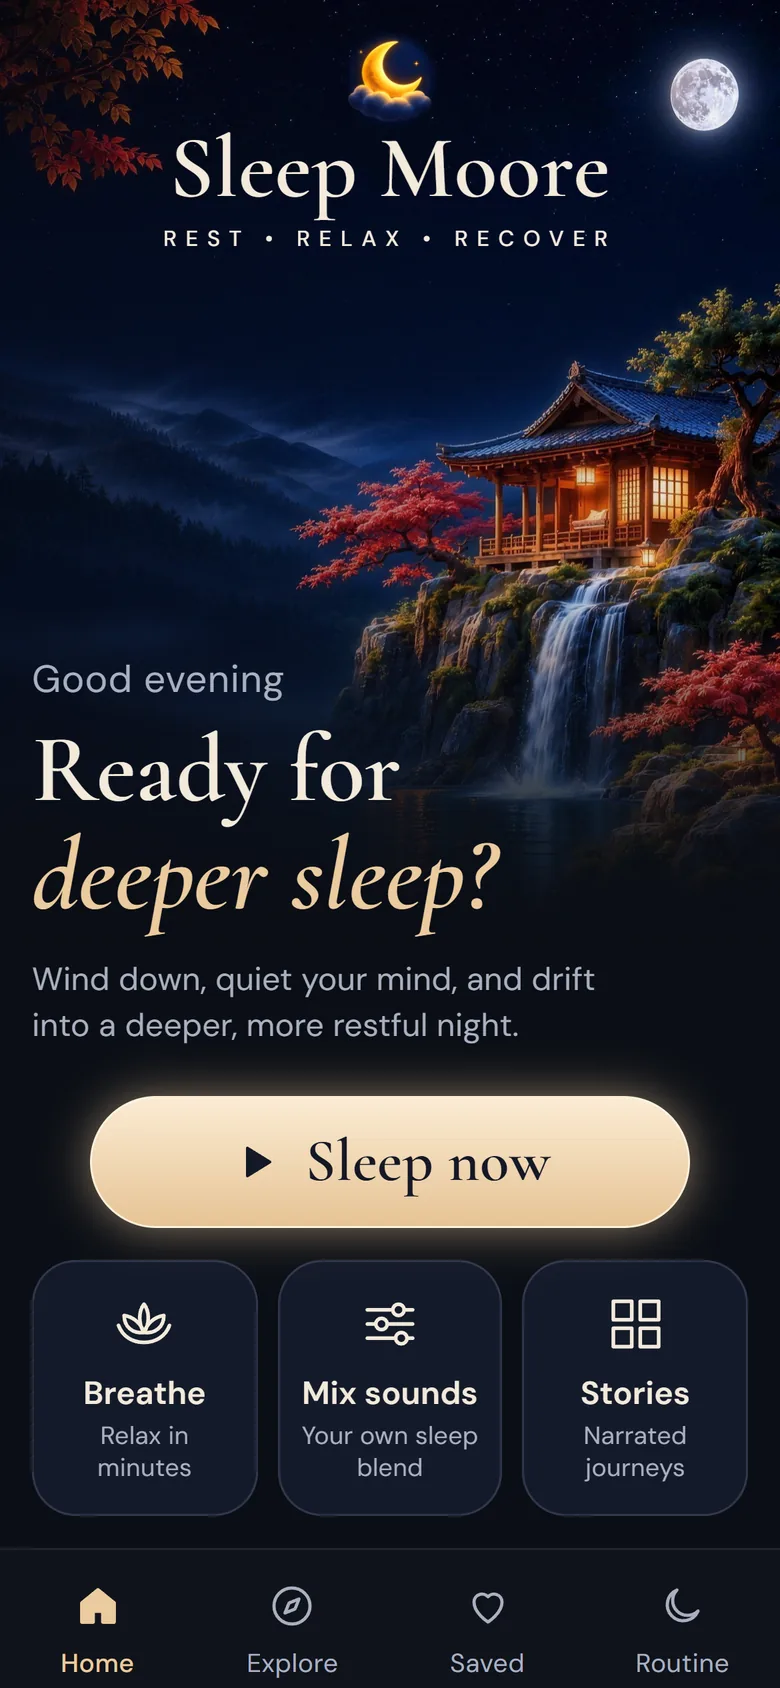 Sleep Moore
REST • RELAX • RECOVER
Good evening
Ready for
deeper sleep?
Wind down, quiet your mind, and drift
into a deeper, more restful night.
Sleep now
Breathe
Relax in
minutes
Mix sounds
Your own sleep
blend
Stories
Narrated
journeys
Home
Explore
Saved
Routine